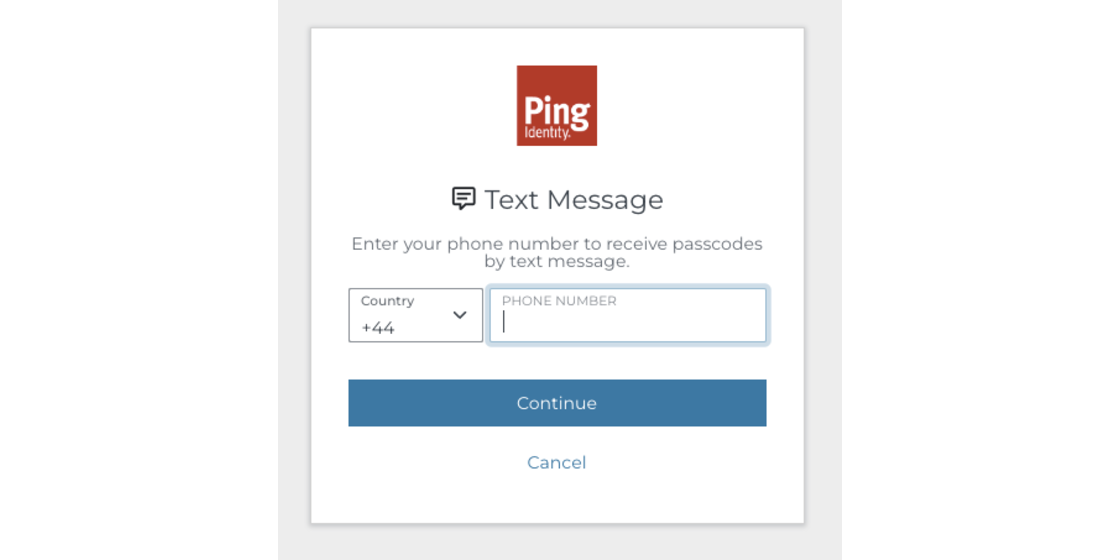 Ping
Identity.
Text Message
Enter your phone number to receive passcodes
by text message.
Country
+44
PHONE NUMBER
Continue
Cancel